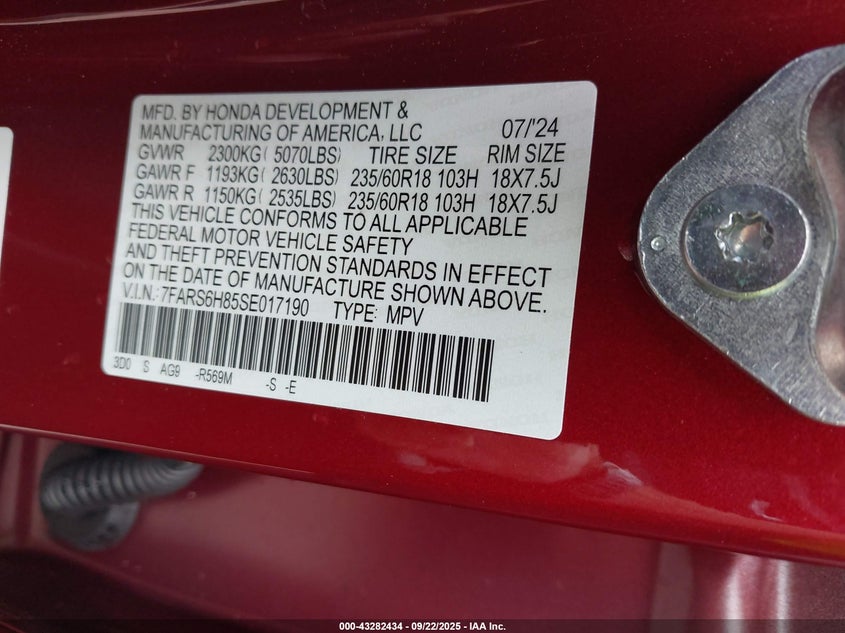 MFD. BY HONDA DEVELOPMENT &
MANUFACTURING OF AMERICA, LLC 07/'24
GVWR 2300KG( 5070LBS) TIRE SIZE RIM SIZE
GAWR F 1193KG( 2630LBS) 235/60R18 103H 18X7.5J
GAWR R 1150KG( 2535LBS) 235/60R18 103H 18X7.5J
THIS VEHICLE CONFORMS TO ALL APPLICABLE
FEDERAL MOTOR VEHICLE SAFETY
AND THEFT PREVENTION STANDARDS IN EFFECT
ON THE DATE OF MANUFACTURE SHOWN ABOVE.
V.I.N.: 7FARS6H85SE017190 TYPE: MPV
3D0 S AG9 -R569M -S -E
000-43282434 - 09/22/2025 - IAA Inc.